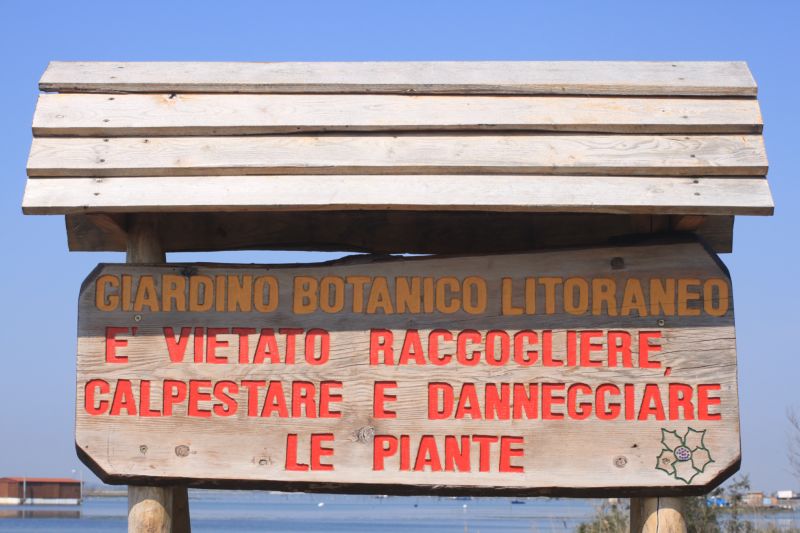 GIARDINO BOTANICO LITORANEO
E' VIETATO RACCOGLIERE,
CALPESTARE E DANNEGGIARE
LE PIANTE